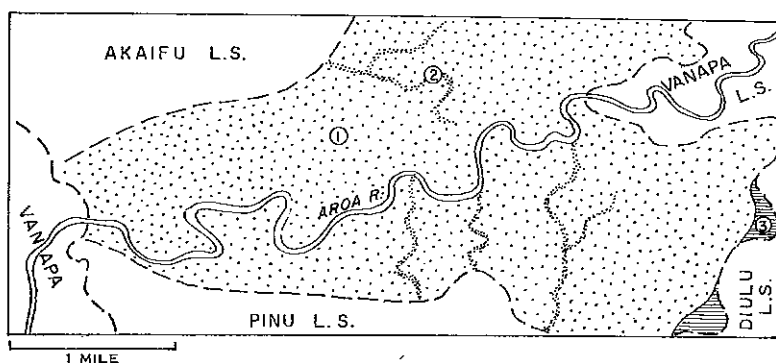 AKAIFU L.S.
②
VANAPA
L.S.
①
AROA R.
VANAPA
③
DIULU
L.S.
PINU L.S.
1 MILE